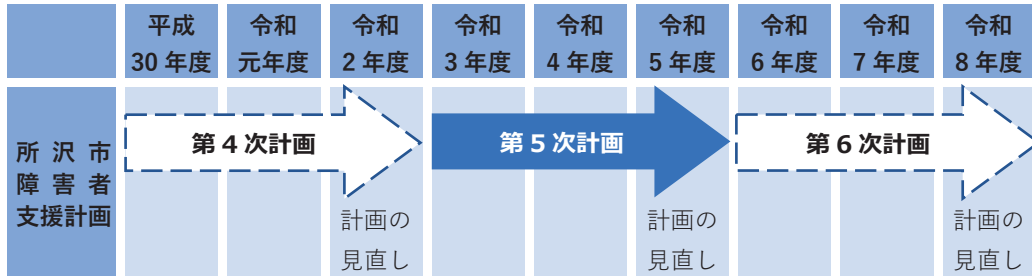 平成
30年度
令和
元年度
令和
2年度
令和
3年度
令和
4年度
令和
5年度
令和
6年度
令和
7年度
令和
8年度
所沢市
障害者
支援計画
第4次計画
第5次計画
第6次計画
計画の
見直し
計画の
見直し
計画の
見直し